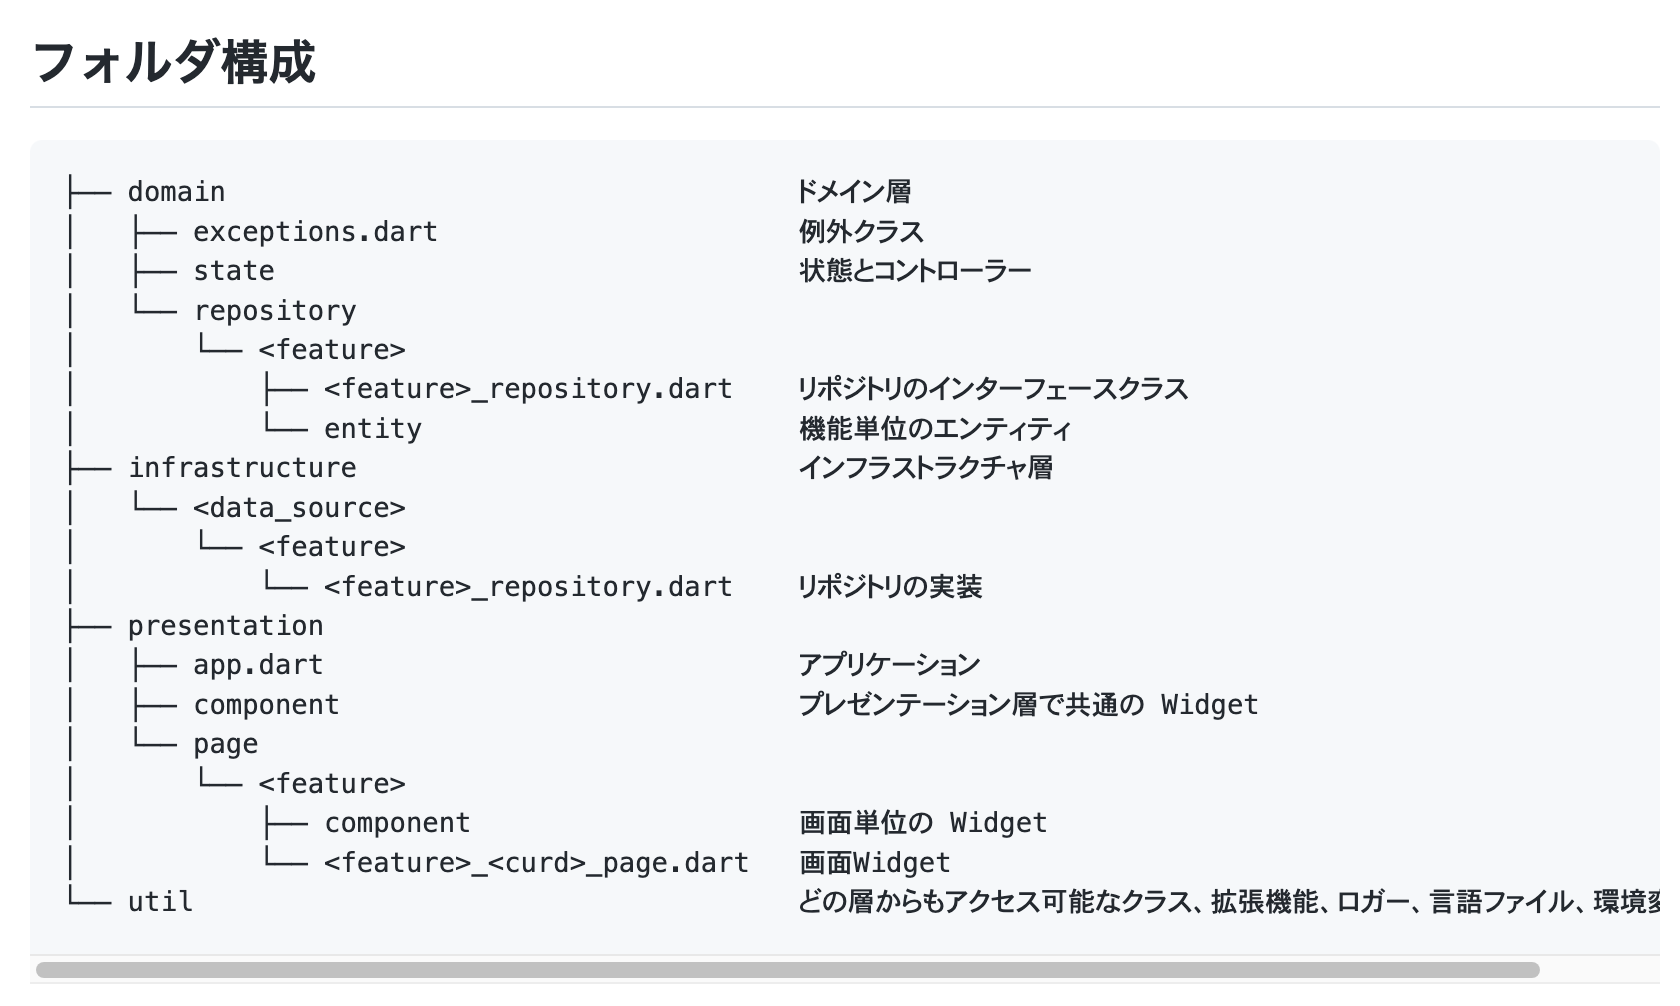 フォルダ構成
├── domain                                   ドメイン層
│   ├── exceptions.dart                      例外クラス
│   ├── state                                状態とコントローラー
│   └── repository
│       └── <feature>
│           ├── <feature>_repository.dart    リポジトリのインターフェースクラス
│           └── entity                       機能単位のエンティティ
├── infrastructure                           インフラストラクチャ層
│   └── <data_source>
│       └── <feature>
│           └── <feature>_repository.dart    リポジトリの実装
├── presentation
│   ├── app.dart                             アプリケーション
│   ├── component                            プレゼンテーション層で共通の Widget
│   └── page
│       └── <feature>
│           ├── component                    画面単位の Widget
│           └── <feature>_<curd>_page.dart   画面Widget
└── util                                     どの層からもアクセス可能なクラス、拡張機能、ロガー、言語ファイル、環境